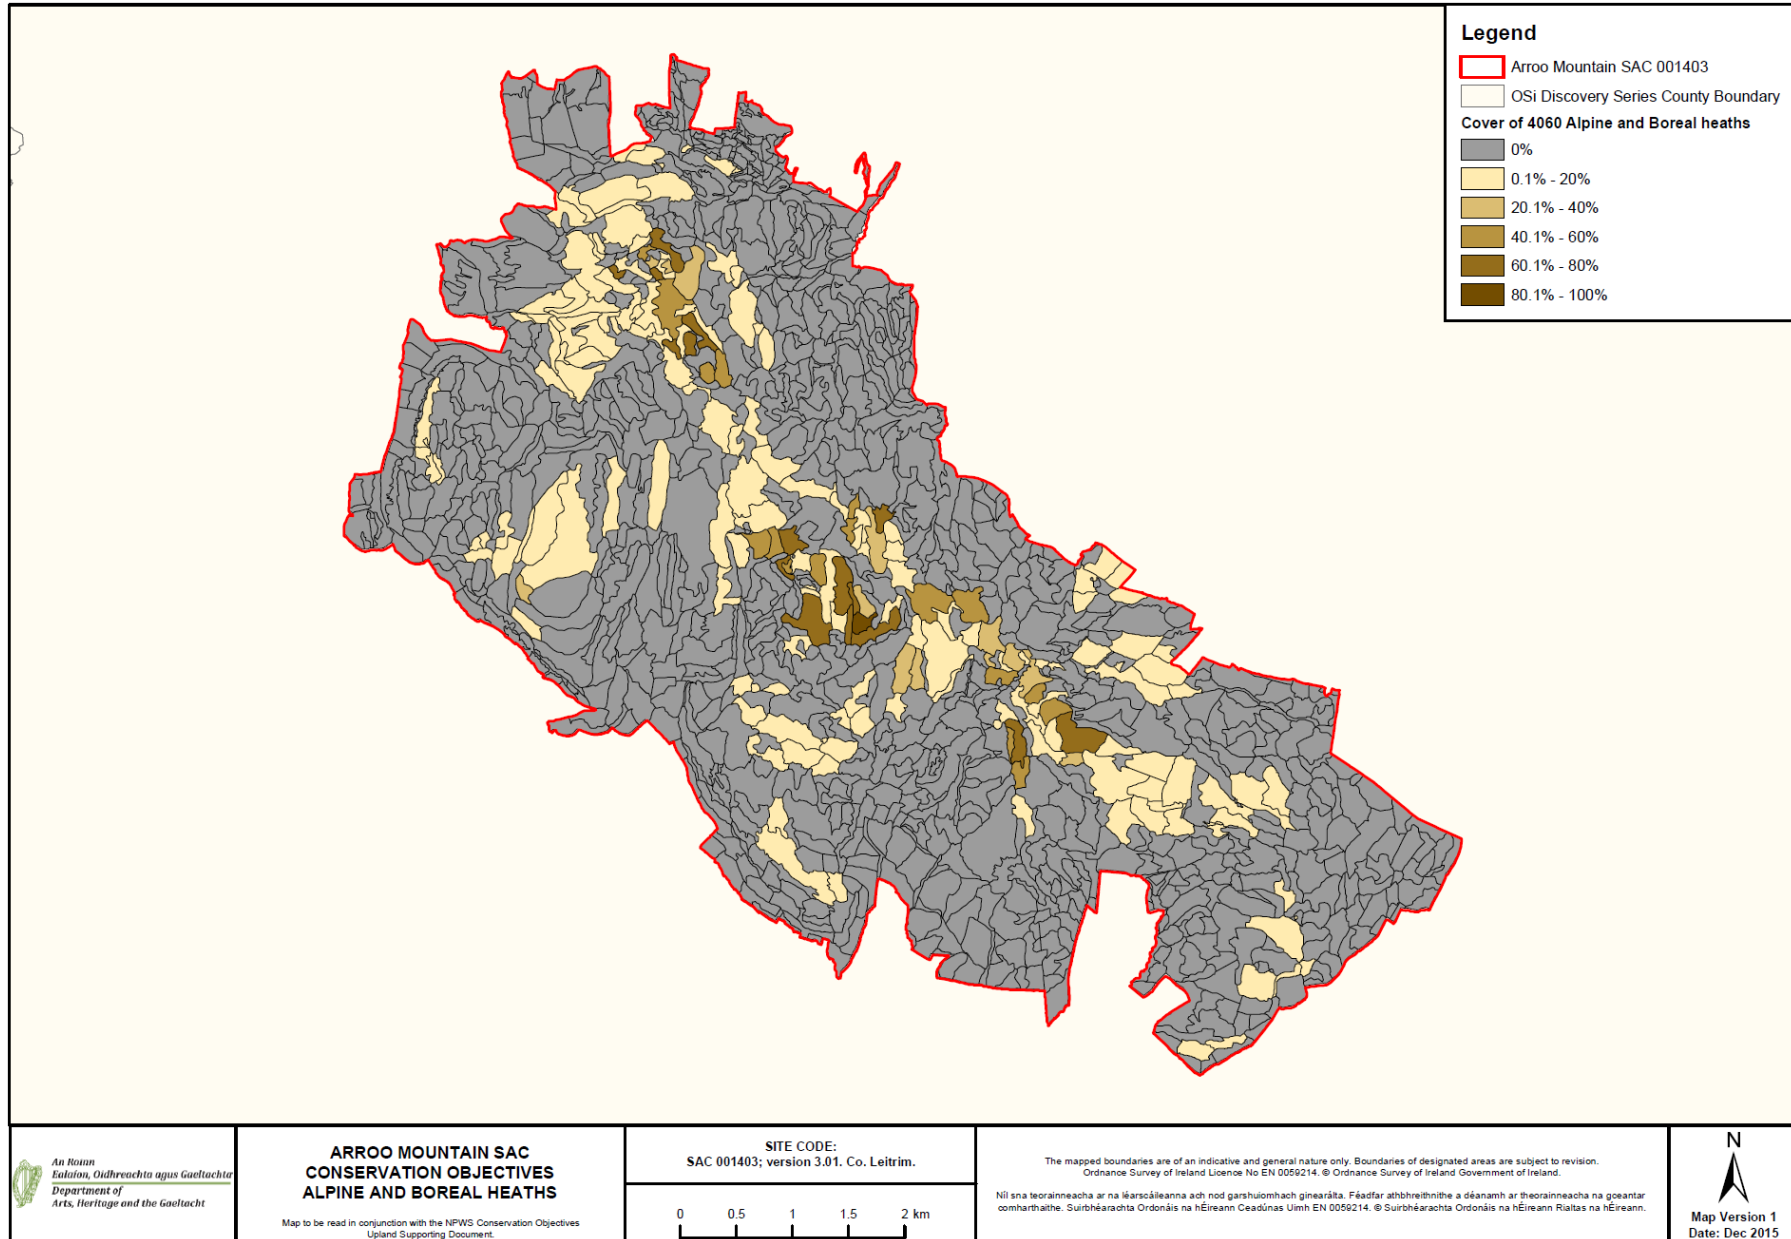 Legend
Arroo Mountain SAC 001403
OSi Discovery Series County Boundary
Cover of 4060 Alpine and Boreal heaths
0%
0.1% - 20%
20.1% - 40%
40.1% - 60%
60.1% - 80%
80.1% - 100%
An Roinn
Ealaíon, Oidhreachta agus Gaeltachta
Department of
Arts, Heritage and the Gaeltacht
ARROO MOUNTAIN SAC
CONSERVATION OBJECTIVES
ALPINE AND BOREAL HEATHS
Map to be read in conjunction with the NPWS Conservation Objectives
Upland Supporting Document.
SITE CODE:
SAC 001403; version 3.01. Co. Leitrim.
0 0.5 1 1.5 2 km
The mapped boundaries are of an indicative and general nature only. Boundaries of designated areas are subject to revision.
Ordnance Survey of Ireland Licence No EN 0059214. © Ordnance Survey of Ireland Government of Ireland.
Níl sna teorainneacha ar na léarscáileanna ach nod garshuíomhach ginearálta. Féadfar athbhreithnithe a déanamh ar theorainneacha na gceantar
comharthaithe. Suirbhéarachta Ordonáis na hÉireann Ceadúnas Uimh EN 0059214. © Suirbhéarachta Ordonáis na hÉireann Rialtas na hÉireann.
N
Map Version 1
Date: Dec 2015